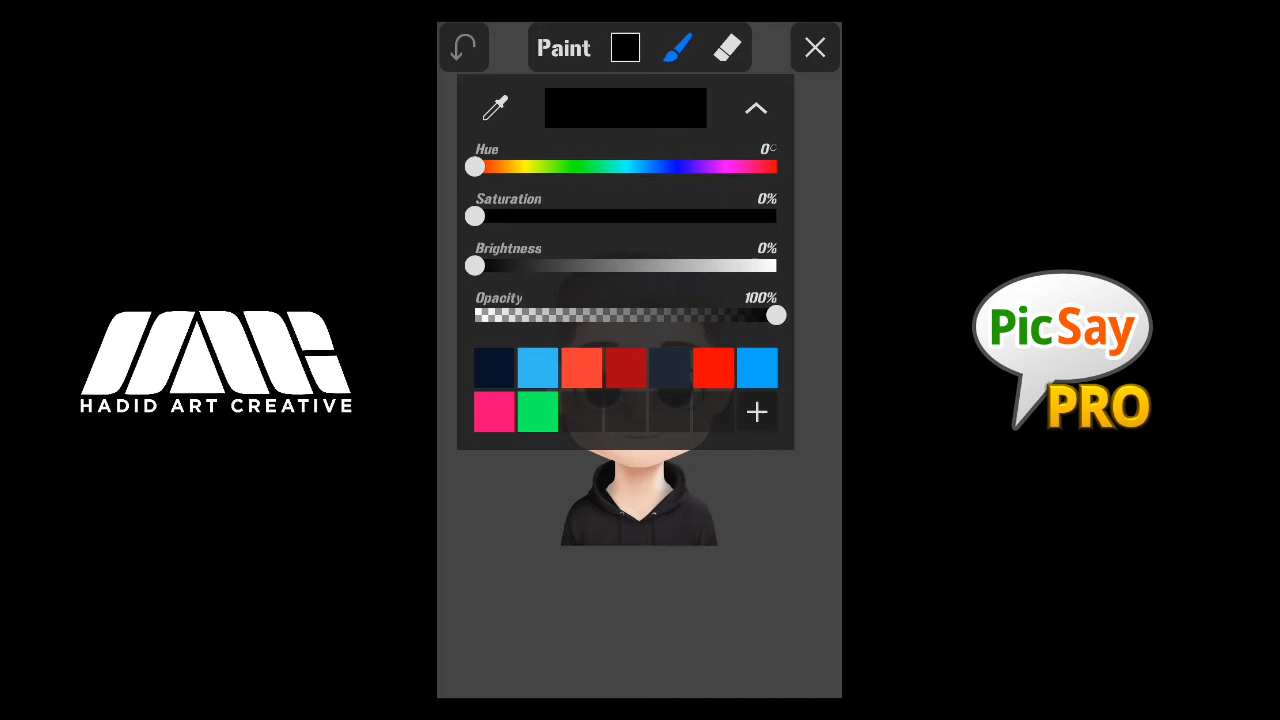 Paint
Hue 0°
Saturation 0%
Brightness 0%
Opacity 100%
HADID ART CREATIVE
PicSay
PRO